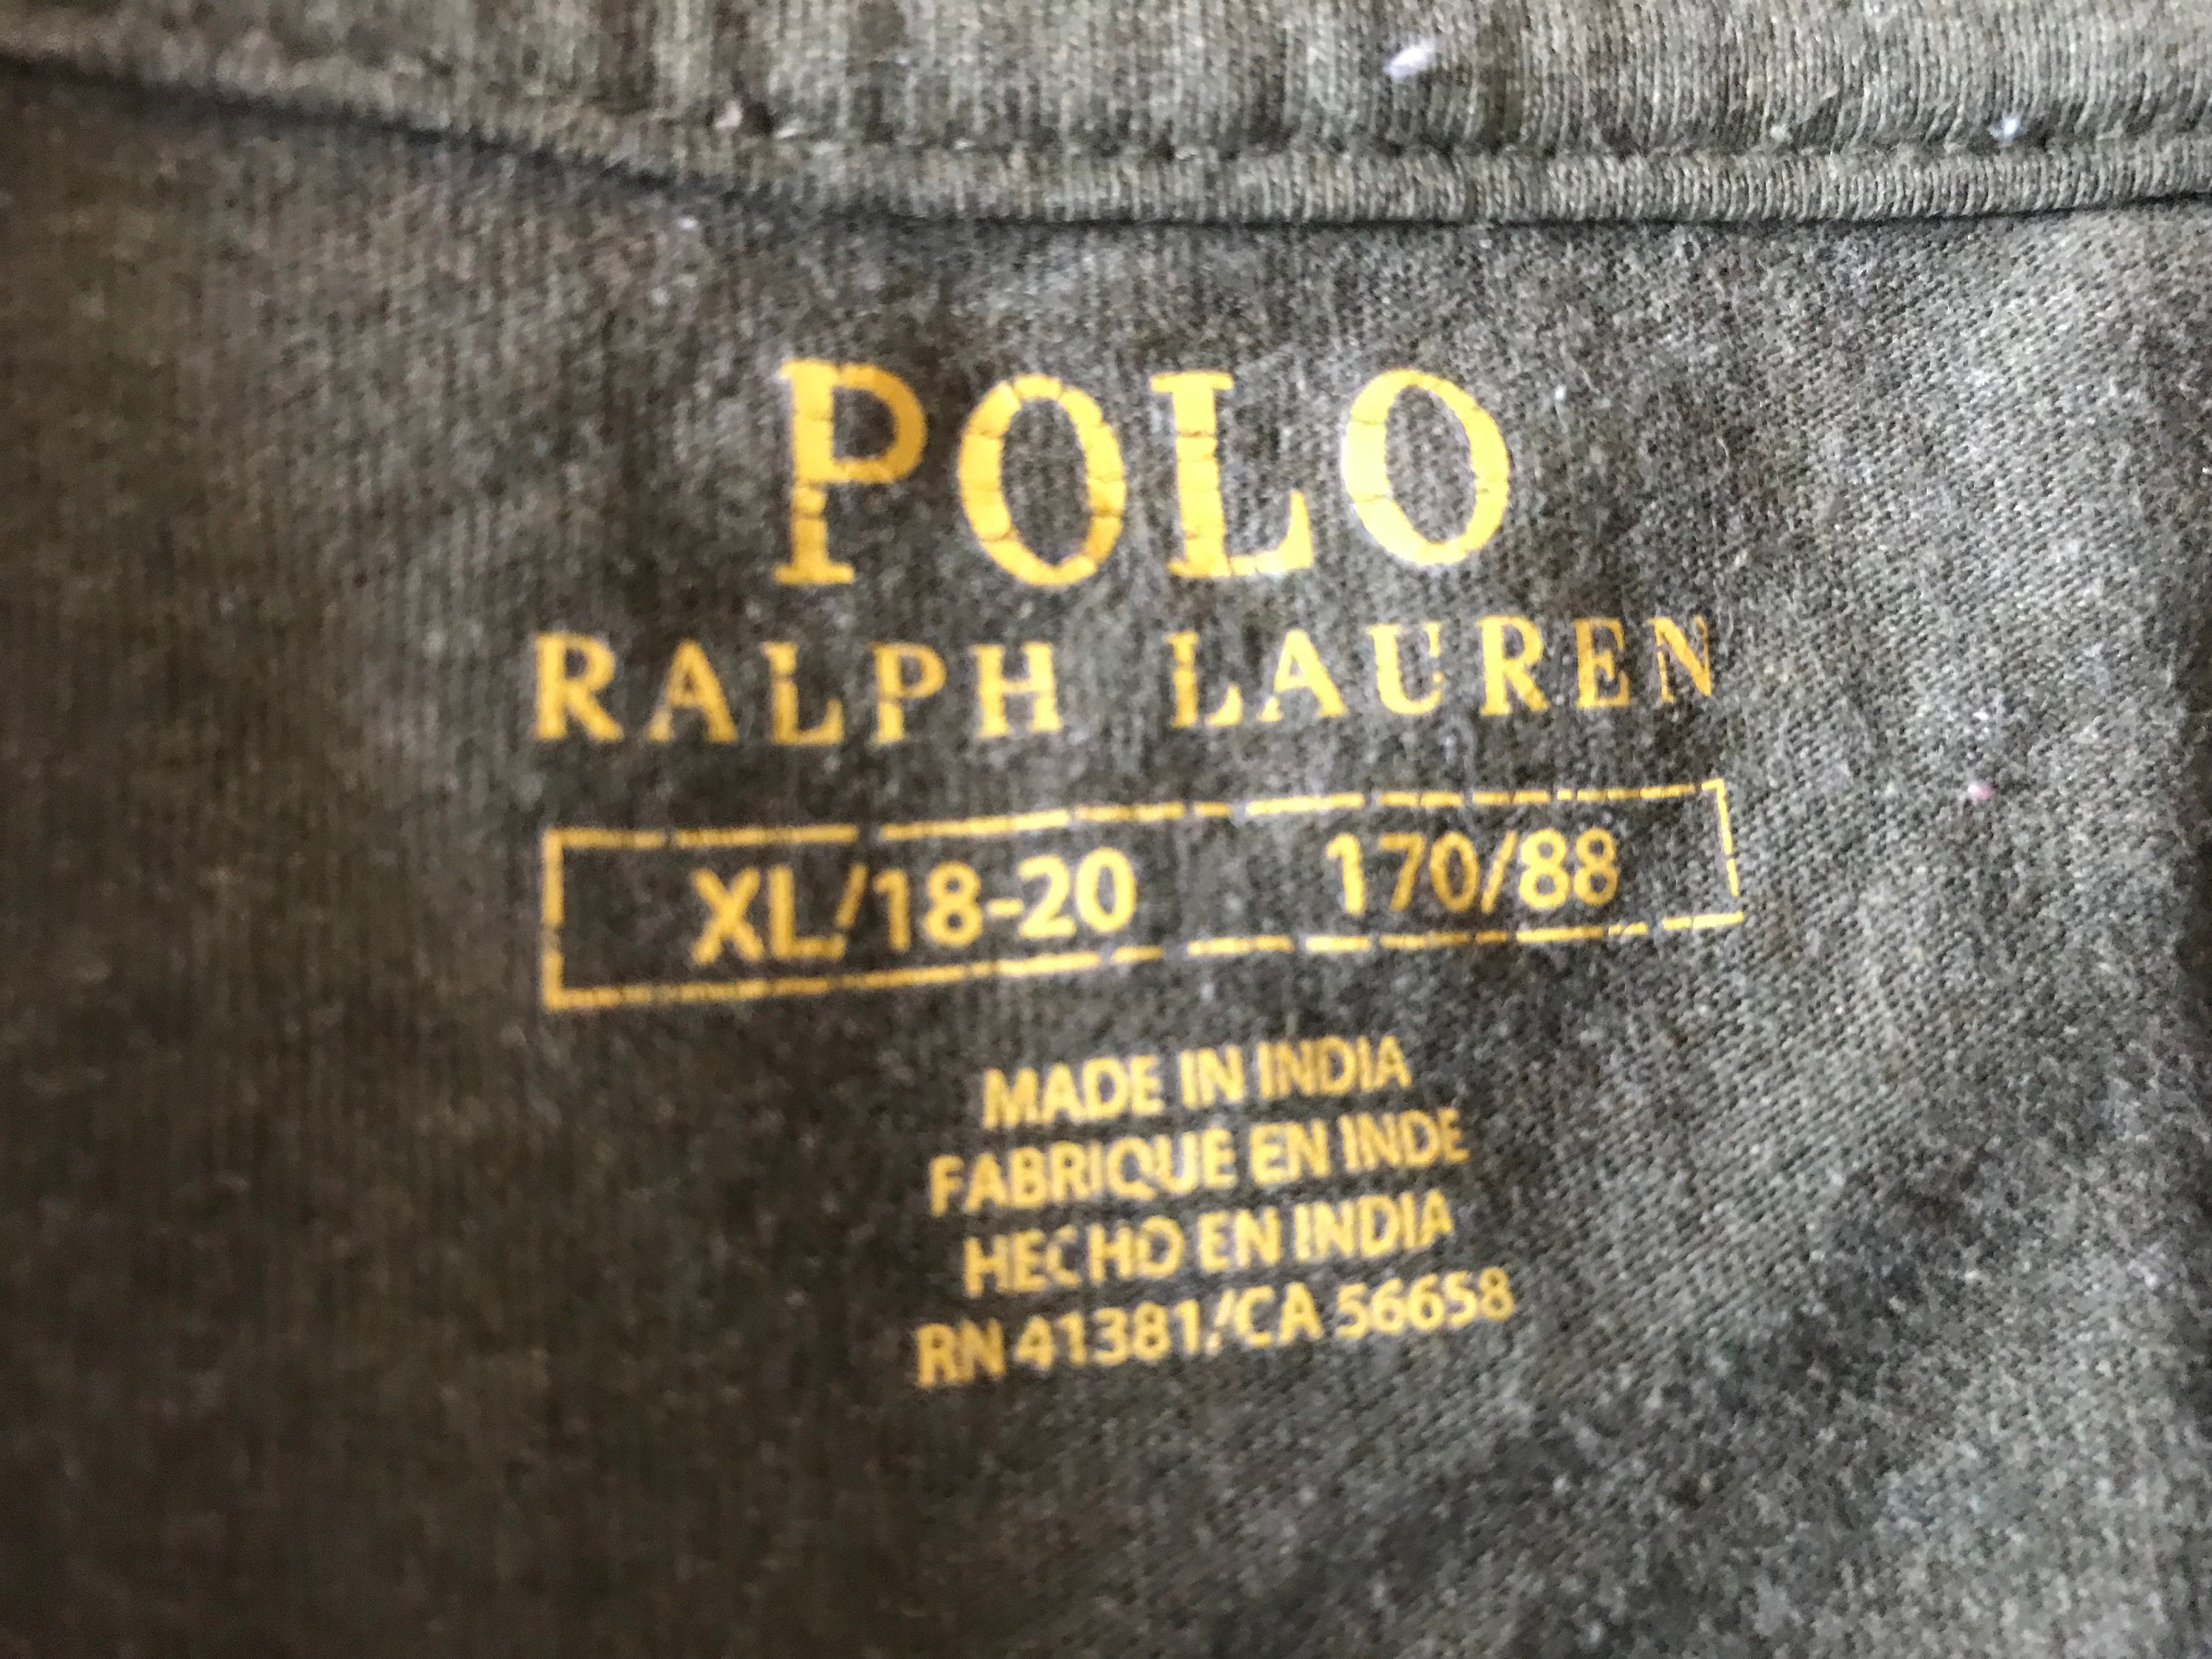 POLO
RALPH LAUREN
XL/18-20 170/88
MADE IN INDIA
FABRIQUE EN INDE
HECHO EN INDIA
RN 41381/CA 56658